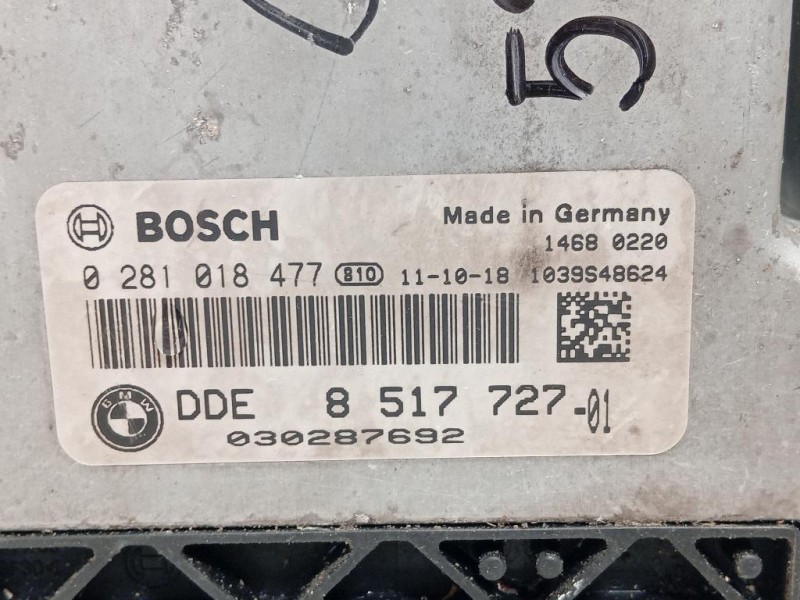 5.
BOSCH
Made in Germany
1468 0220
0 281 018 477 810 11-10-18 1039S48624
BMW DDE 8 517 727-01
030287692